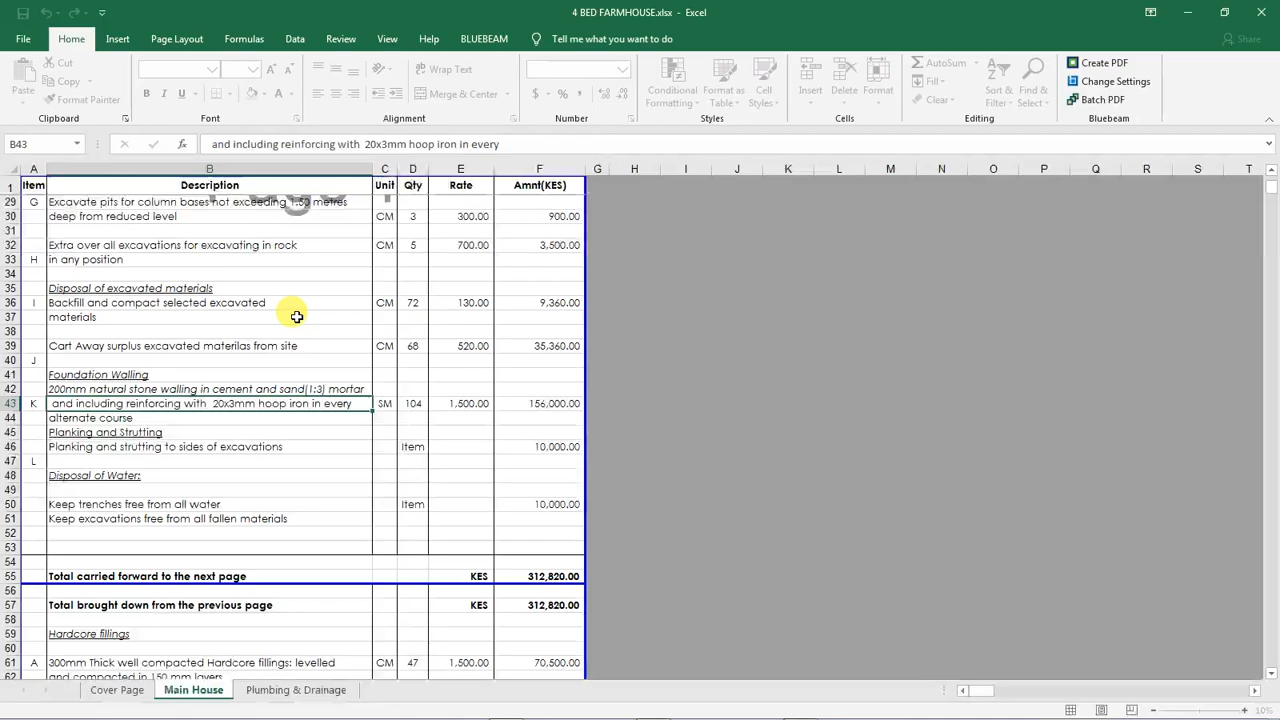 4 BED FARMHOUSE.xlsx - Excel
File Home Insert Page Layout Formulas Data Review View Help BLUEBEAM Tell me what you want to do Share
Cut
Copy
Format Painter
Paste
Clipboard
B I U
Font
Wrap Text
Merge & Center
Alignment
$ % ,
Number
Conditional Formatting
Format as Table
Cell Styles
Styles
Insert Delete Format
Cells
AutoSum
Fill
Clear
Sort & Filter
Find & Select
Editing
Create PDF
Change Settings
Batch PDF
Bluebeam
B43 fx and including reinforcing with 20x3mm hoop iron in every
A B C D E F G H I J K L M N O P Q R S T
1 Item Description Unit Qty Rate Amnt(KES)
29 G Excavate pits for column bases not exceeding 1.50 metres
30 deep from reduced level CM 3 300.00 900.00
31
32 Extra over all excavations for excavating in rock CM 5 700.00 3,500.00
33 H in any position
34
35 Disposal of excavated materials
36 I Backfill and compact selected excavated CM 72 130.00 9,360.00
37 materials
38
39 Cart Away surplus excavated materilas from site CM 68 520.00 35,360.00
40 J
41 Foundation Walling
42 200mm natural stone walling in cement and sand(1:3) mortar
43 K and including reinforcing with 20x3mm hoop iron in every SM 104 1,500.00 156,000.00
44 alternate course
45 Planking and Strutting
46 Planking and strutting to sides of excavations Item 10,000.00
47 L
48 Disposal of Water:
49
50 Keep trenches free from all water Item 10,000.00
51 Keep excavations free from all fallen materials
52
53
54
55 Total carried forward to the next page KES 312,820.00
56
57 Total brought down from the previous page KES 312,820.00
58
59 Hardcore fillings
60
61 A 300mm Thick well compacted Hardcore fillings: levelled CM 47 1,500.00 70,500.00
62 and compacted in 150 mm layers
Cover Page Main House Plumbing & Drainage
10%